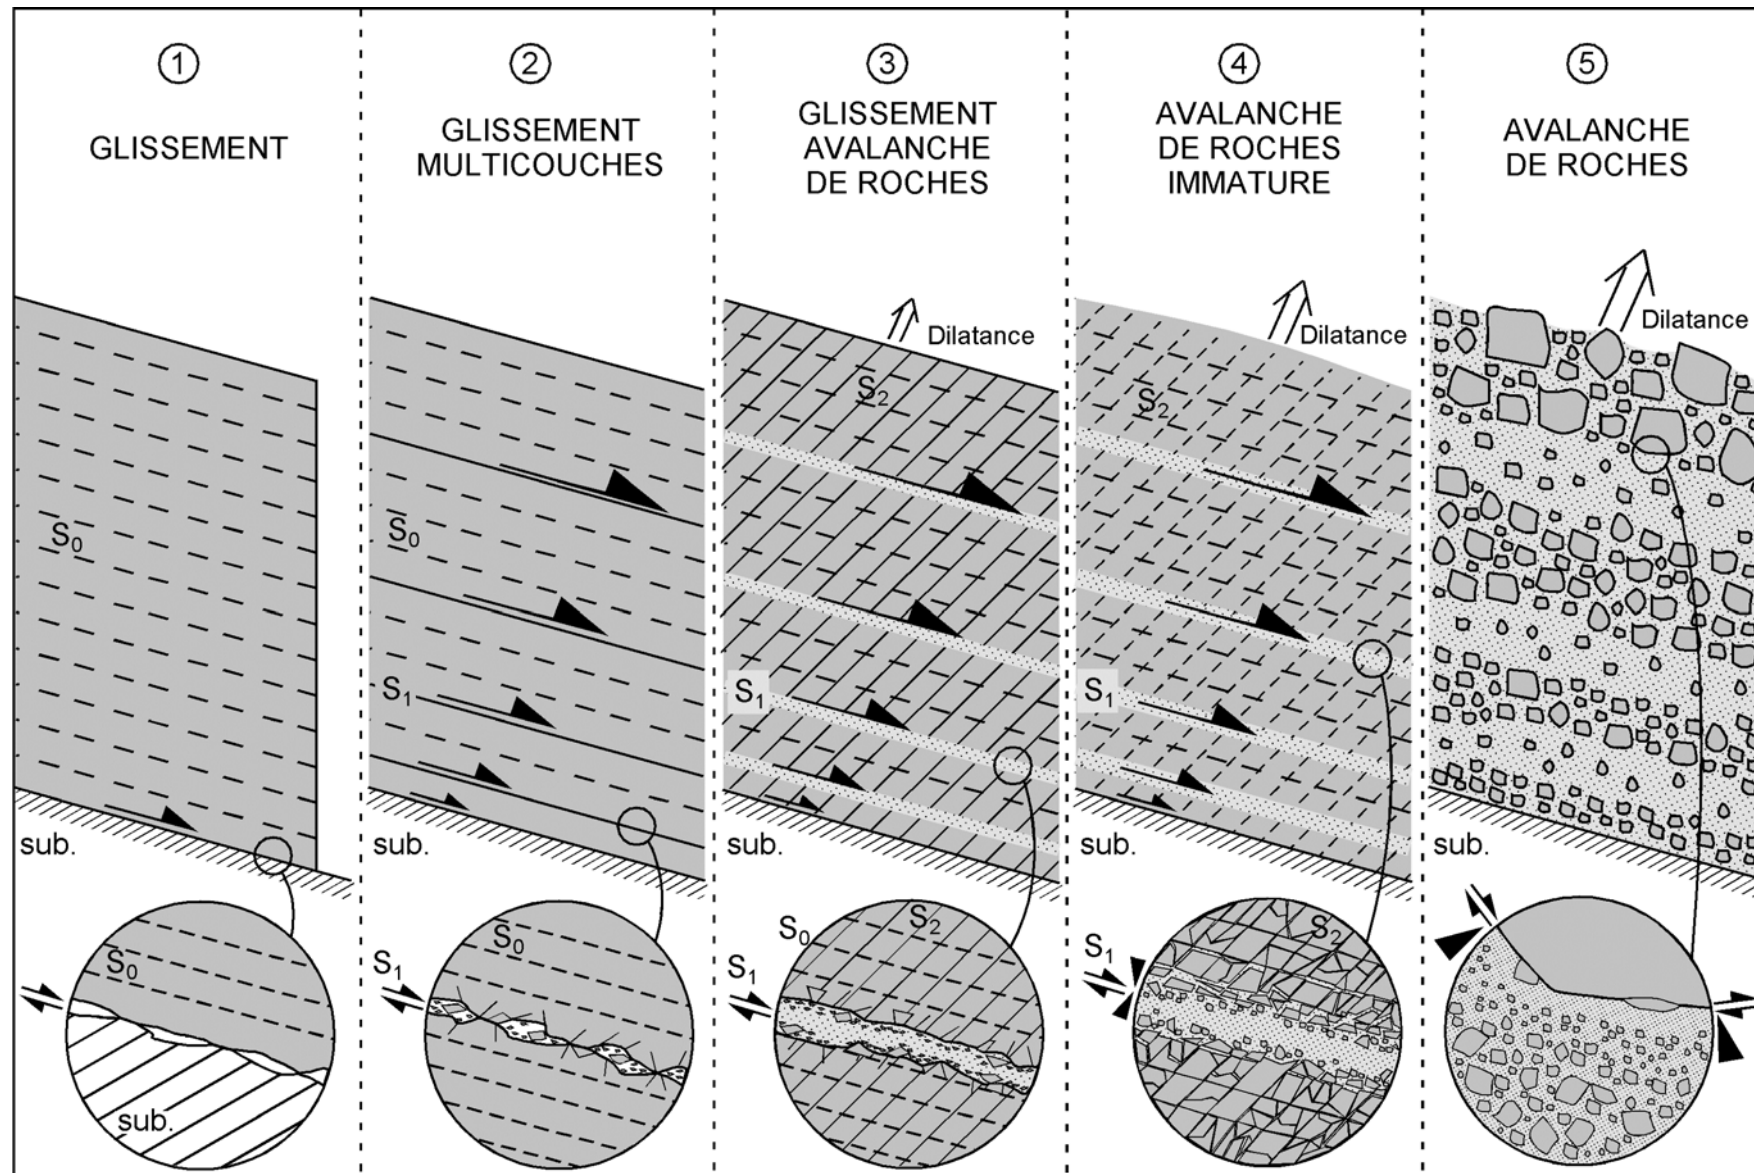 ①
GLISSEMENT
S₀
sub.
S₀
sub.
②
GLISSEMENT
MULTICOUCHES
S₀
S₁
sub.
S₁
S₀
③
GLISSEMENT
AVALANCHE
DE ROCHES
Dilatance
S₂
S₁
sub.
S₂
S₀
S₁
④
AVALANCHE
DE ROCHES
IMMATURE
Dilatance
S₂
S₁
sub.
S₂
S₁
⑤
AVALANCHE
DE ROCHES
Dilatance
sub.